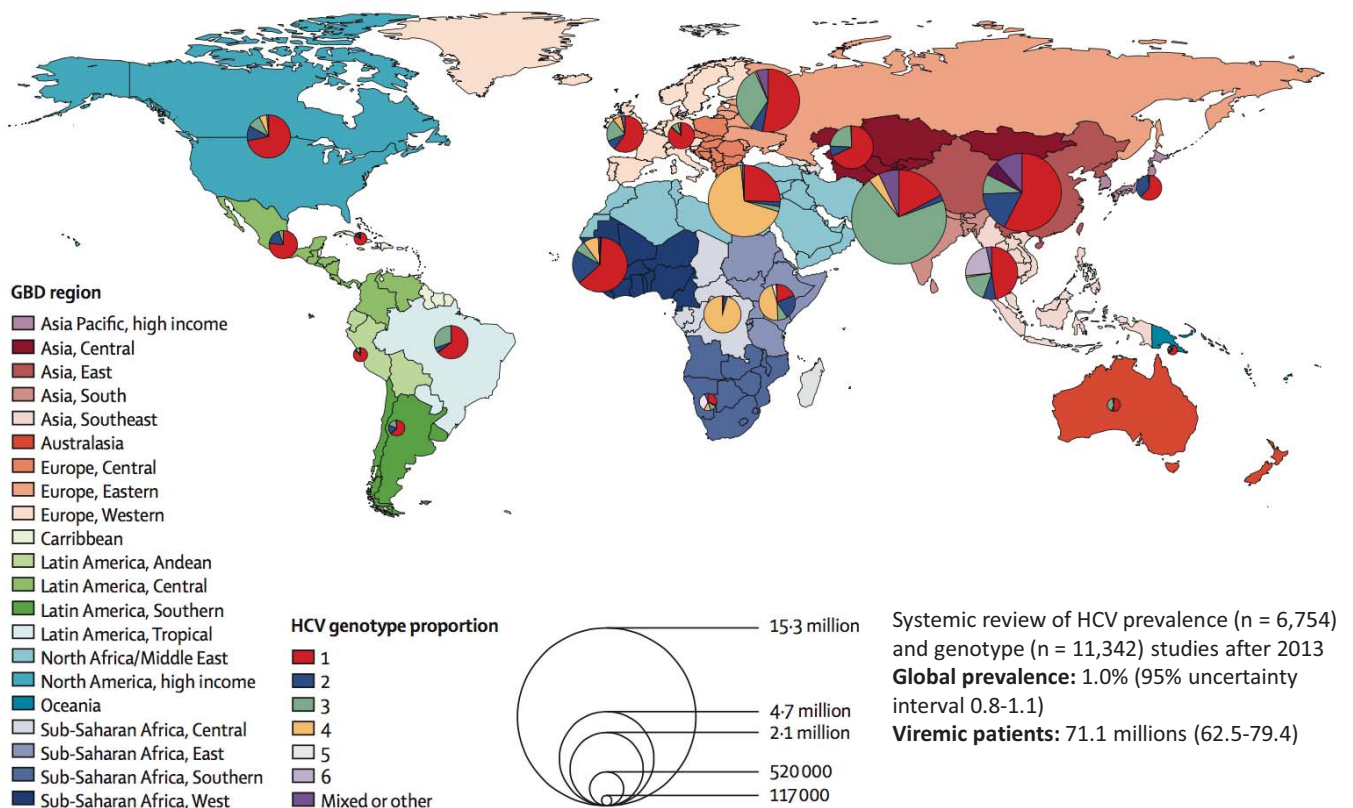 GBD region
Asia Pacific, high income
Asia, Central
Asia, East
Asia, South
Asia, Southeast
Australasia
Europe, Central
Europe, Eastern
Europe, Western
Carribbean
Latin America, Andean
Latin America, Central
Latin America, Southern
Latin America, Tropical
North Africa/Middle East
North America, high income
Oceania
Sub-Saharan Africa, Central
Sub-Saharan Africa, East
Sub-Saharan Africa, Southern
Sub-Saharan Africa, West
HCV genotype proportion
1
2
3
4
5
6
Mixed or other
15·3 million
4·7 million
2·1 million
520 000
117 000
Systemic review of HCV prevalence (n = 6,754)
and genotype (n = 11,342) studies after 2013
Global prevalence: 1.0% (95% uncertainty
interval 0.8-1.1)
Viremic patients: 71.1 millions (62.5-79.4)